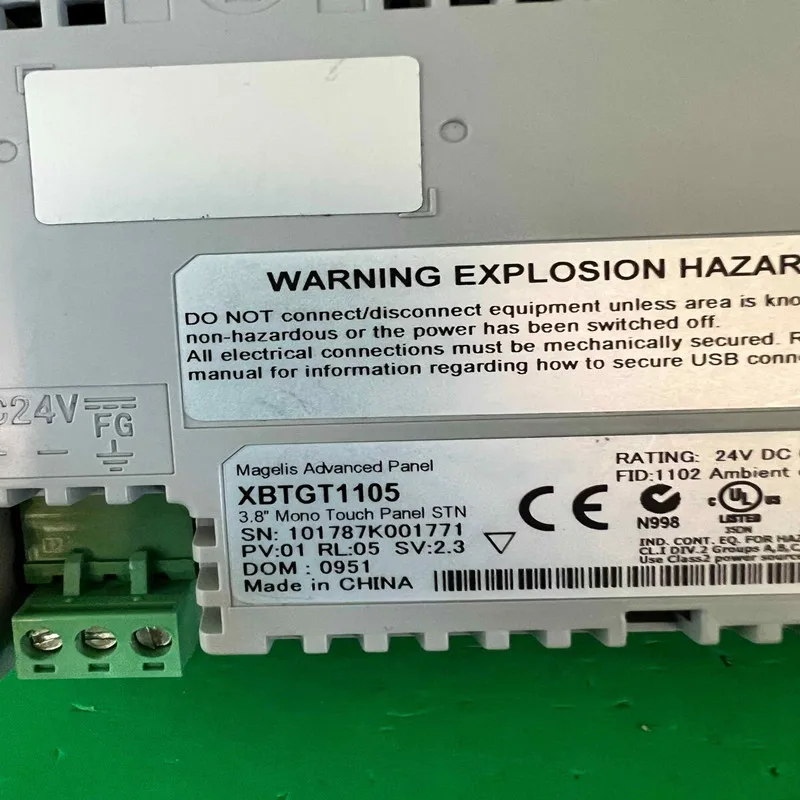 WARNING EXPLOSION HAZAR
DO NOT connect/disconnect equipment unless area is kno
non-hazardous or the power has been switched off.
All electrical connections must be mechanically secured. R
manual for information regarding how to secure USB conn
C24V
FG
Magelis Advanced Panel
XBTGT1105
3.8" Mono Touch Panel STN
SN: 101787K001771
PV:01 RL:05 SV:2.3
DOM : 0951
Made in CHINA
CE
N998
c UL us
LISTED
3SDN
RATING: 24V DC
FID:1102 Ambient
IND. CONT. EQ. FOR HAZ
CL.I DIV.2 Groups A,B,C
Use Class2 power source